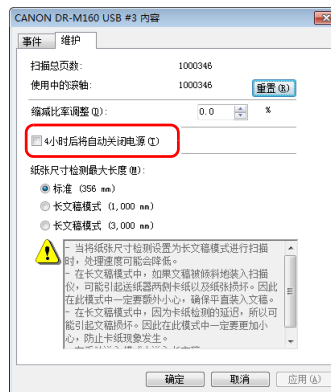 CANON DR-M160 USB #3 内容
事件 维护
扫描总页数: 1000346
使用中的滚轴: 1000346 重置(R)
缩减比率调整(D): 0.0 %
4小时后将自动关闭电源(T)
纸张尺寸检测最大长度(M):
标准 (356 mm)
长文稿模式 (1,000 mm)
长文稿模式 (3,000 mm)
- 当将纸张尺寸检测设置为长文稿模式进行扫描
时，处理速度可能会降低。
- 在长文稿模式中，如果文稿被倾斜地装入扫描
仪，可能引起送纸器两侧卡纸以及纸张损坏。因此
在此模式中一定要额外小心，确保平直装入文稿。
- 在长文稿模式中，因为卡纸检测的延迟，所以可
能引起文稿损坏。因此在此模式中一定要更加小
心，防止卡纸现象发生。
确定 取消 应用(A)